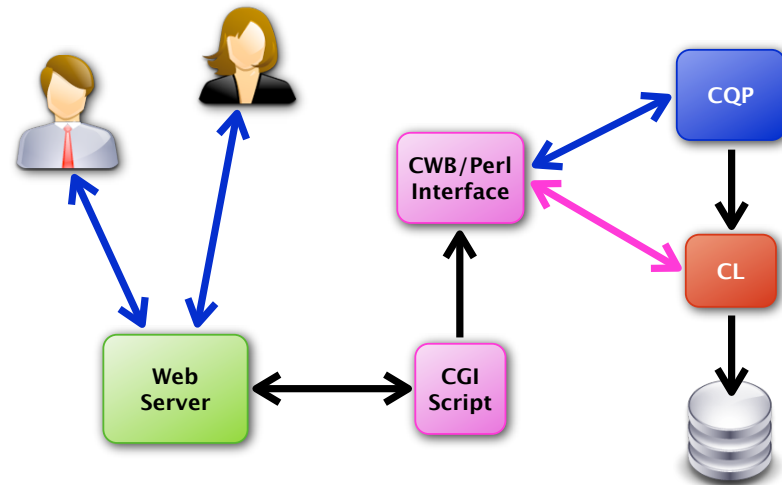 CQP
CWB/Perl
Interface
CL
Web
Server
CGI
Script